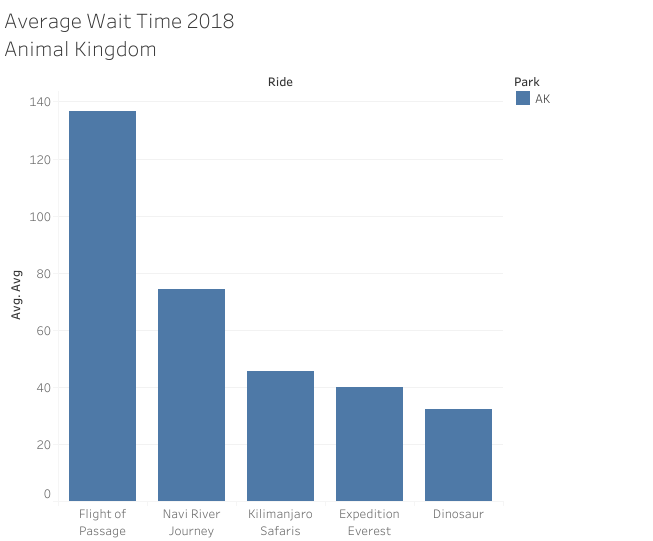 Average Wait Time 2018
Animal Kingdom
Ride
Park
AK
Avg. Avg
140
120
100
80
60
40
20
0
Flight of
Passage
Navi River
Journey
Kilimanjaro
Safaris
Expedition
Everest
Dinosaur